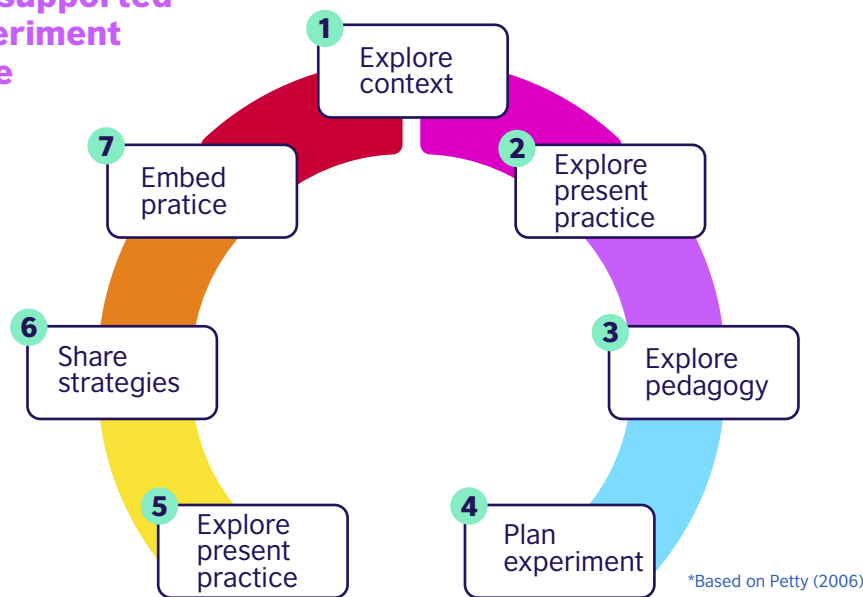 supported
eriment
e
1
Explore
context
2
Explore
present
practice
3
Explore
pedagogy
4
Plan
experiment
5
Explore
present
practice
6
Share
strategies
7
Embed
pratice
*Based on Petty (2006)